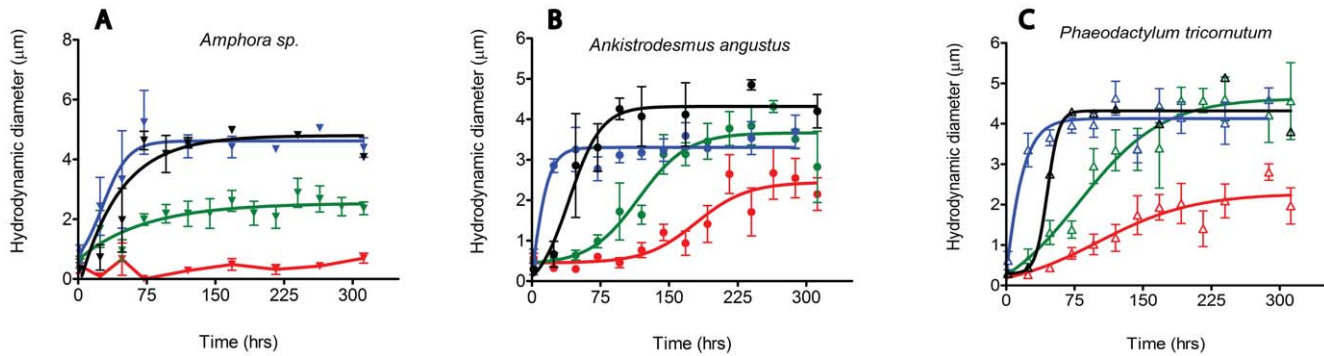 A
Amphora sp.
Hydrodynamic diameter (μm)
8
6
4
2
0
0 75 150 225 300
Time (hrs)
B
Ankistrodesmus angustus
Hydrodynamic diameter (μm)
6
5
4
3
2
1
0
0 75 150 225 300
Time (hrs)
C
Phaeodactylum tricornutum
Hydrodynamic diameter (μm)
6
5
4
3
2
1
0
0 75 150 225 300
Time (hrs)